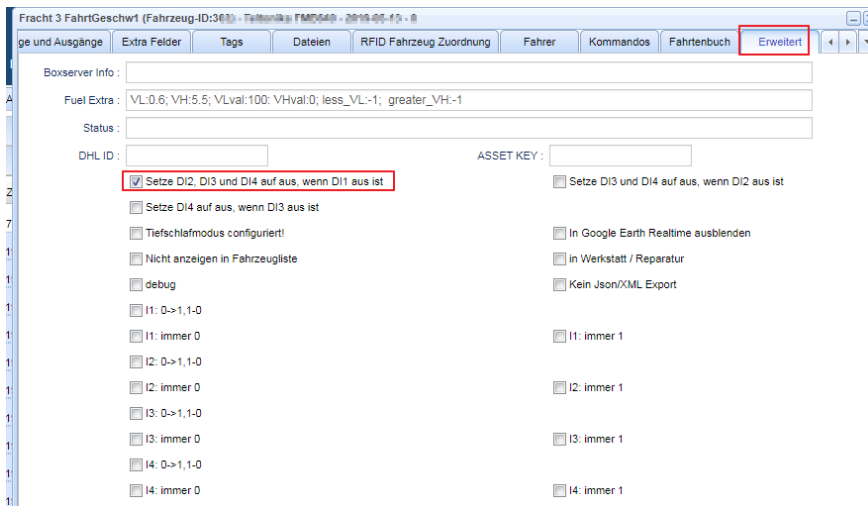 Fracht 3 FahrtGeschw1 (Fahrzeug-ID:
ge und Ausgänge Extra Felder Tags Dateien RFID Fahrzeug Zuordnung Fahrer Kommandos Fahrtenbuch Erweitert
Boxserver Info :
Fuel Extra : VL:0.6; VH:5.5; VLval:100: VHval:0; less_VL:-1; greater_VH:-1
Status :
DHL ID : ASSET KEY :
Setze DI2, DI3 und DI4 auf aus, wenn DI1 aus ist Setze DI3 und DI4 auf aus, wenn DI2 aus ist
Setze DI4 auf aus, wenn DI3 aus ist
Tiefschlafmodus configuriert! In Google Earth Realtime ausblenden
Nicht anzeigen in Fahrzeugliste in Werkstatt / Reparatur
debug Kein Json/XML Export
I1: 0->1,1-0
I1: immer 0 I1: immer 1
I2: 0->1,1-0
I2: immer 0 I2: immer 1
I3: 0->1,1-0
I3: immer 0 I3: immer 1
I4: 0->1,1-0
I4: immer 0 I4: immer 1